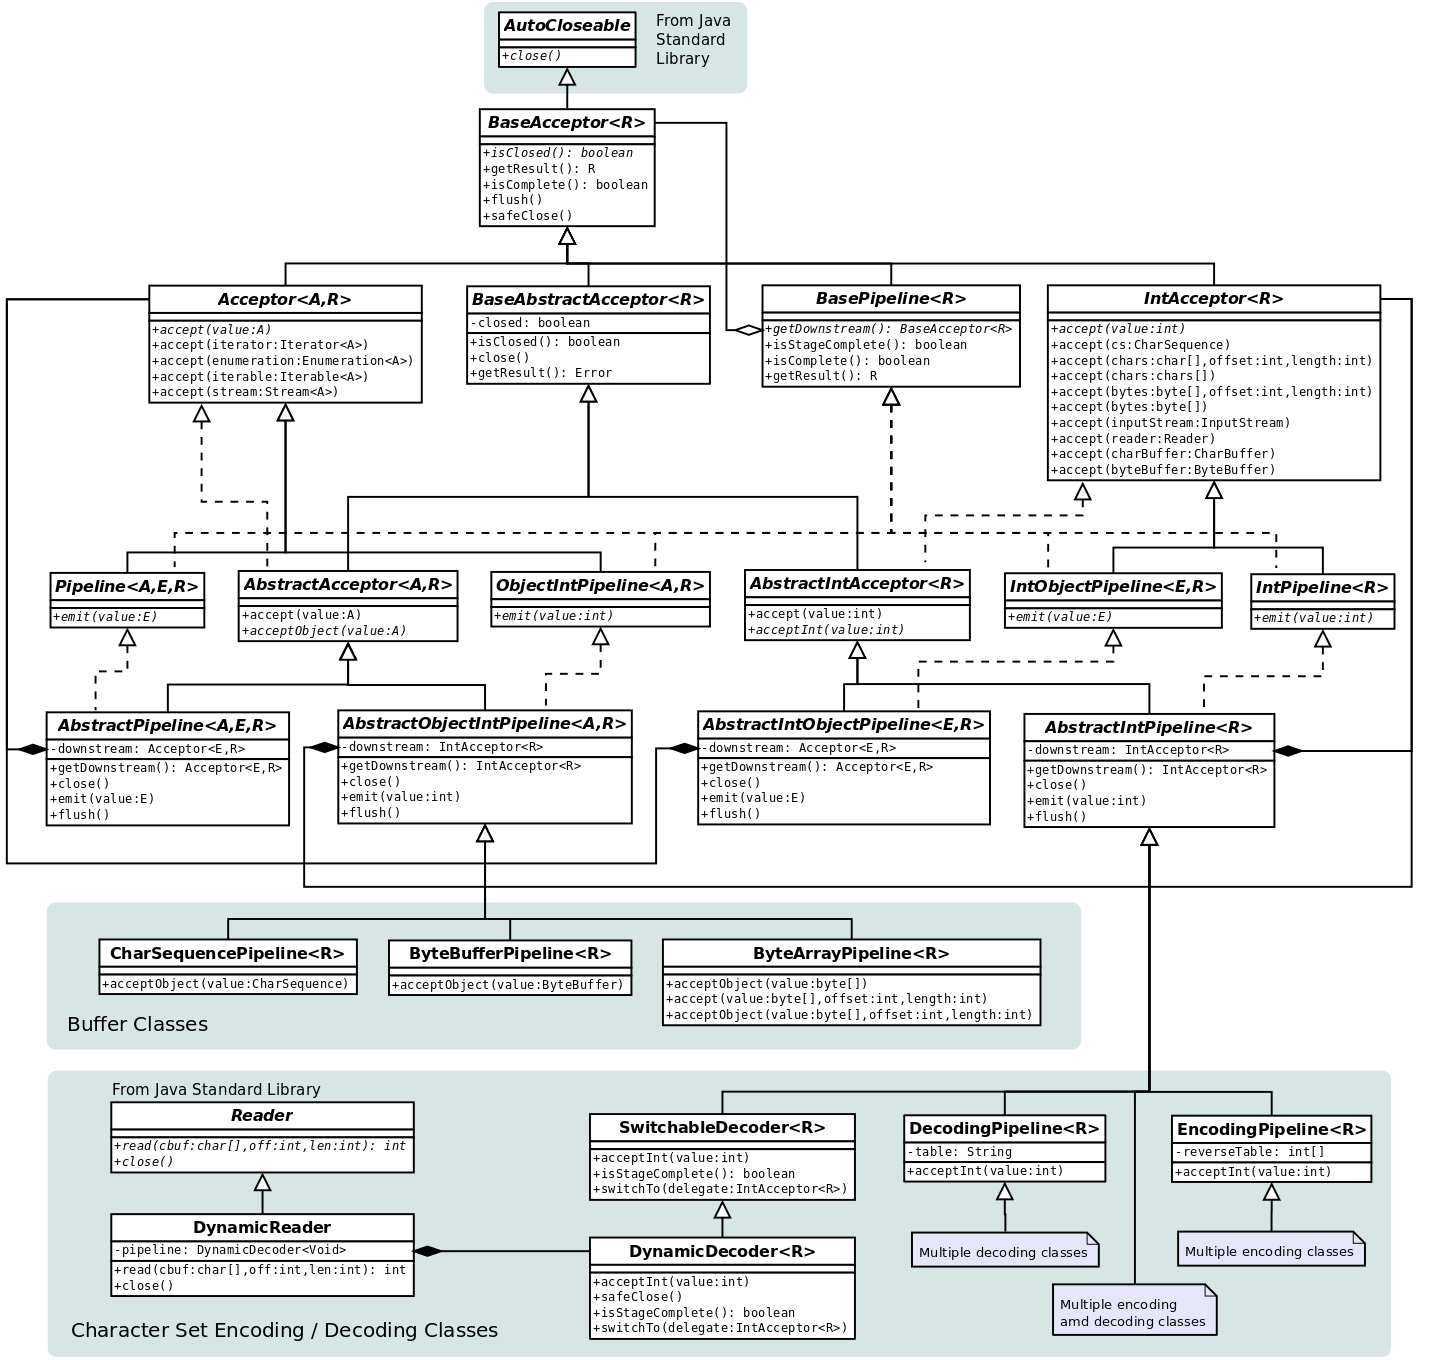 AutoCloseable
+close()
From Java
Standard
Library
BaseAcceptor<R>
+isClosed(): boolean
+getResult(): R
+isComplete(): boolean
+flush()
+safeClose()
Acceptor<A,R>
+accept(value:A)
+accept(iterator:Iterator<A>)
+accept(enumeration:Enumeration<A>)
+accept(iterable:Iterable<A>)
+accept(stream:Stream<A>)
BaseAbstractAcceptor<R>
-closed: boolean
+isClosed(): boolean
+close()
+getResult(): Error
BasePipeline<R>
+getDownstream(): BaseAcceptor<R>
+isStageComplete(): boolean
+isComplete(): boolean
+getResult(): R
IntAcceptor<R>
+accept(value:int)
+accept(cs:CharSequence)
+accept(chars:char[],offset:int,length:int)
+accept(chars:chars[])
+accept(bytes:byte[],offset:int,length:int)
+accept(bytes:byte[])
+accept(inputStream:InputStream)
+accept(reader:Reader)
+accept(charBuffer:CharBuffer)
+accept(byteBuffer:ByteBuffer)
Pipeline<A,E,R>
+emit(value:E)
AbstractAcceptor<A,R>
+accept(value:A)
+acceptObject(value:A)
ObjectIntPipeline<A,R>
+emit(value:int)
AbstractIntAcceptor<R>
+accept(value:int)
+acceptInt(value:int)
IntObjectPipeline<E,R>
+emit(value:E)
IntPipeline<R>
+emit(value:int)
AbstractPipeline<A,E,R>
-downstream: Acceptor<E,R>
+getDownstream(): Acceptor<E,R>
+close()
+emit(value:E)
+flush()
AbstractObjectIntPipeline<A,R>
-downstream: IntAcceptor<R>
+getDownstream(): IntAcceptor<R>
+close()
+emit(value:int)
+flush()
AbstractIntObjectPipeline<E,R>
-downstream: Acceptor<E,R>
+getDownstream(): Acceptor<E,R>
+close()
+emit(value:E)
+flush()
AbstractIntPipeline<R>
-downstream: IntAcceptor<R>
+getDownstream(): IntAcceptor<R>
+close()
+emit(value:int)
+flush()
CharSequencePipeline<R>
+acceptObject(value:CharSequence)
ByteBufferPipeline<R>
+acceptObject(value:ByteBuffer)
ByteArrayPipeline<R>
+acceptObject(value:byte[])
+accept(value:byte[],offset:int,length:int)
+acceptObject(value:byte[],offset:int,length:int)
Buffer Classes
From Java Standard Library
Reader
+read(cbuf:char[],off:int,len:int): int
+close()
DynamicReader
-pipeline: DynamicDecoder<Void>
+read(cbuf:char[],off:int,len:int): int
+close()
SwitchableDecoder<R>
+acceptInt(value:int)
+isStageComplete(): boolean
+switchTo(delegate:IntAcceptor<R>)
DynamicDecoder<R>
+acceptInt(value:int)
+safeClose()
+isStageComplete(): boolean
+switchTo(delegate:IntAcceptor<R>)
DecodingPipeline<R>
-table: String
+acceptInt(value:int)
EncodingPipeline<R>
-reverseTable: int[]
+acceptInt(value:int)
Multiple decoding classes
Multiple encoding classes
Multiple encoding
amd decoding classes
Character Set Encoding / Decoding Classes